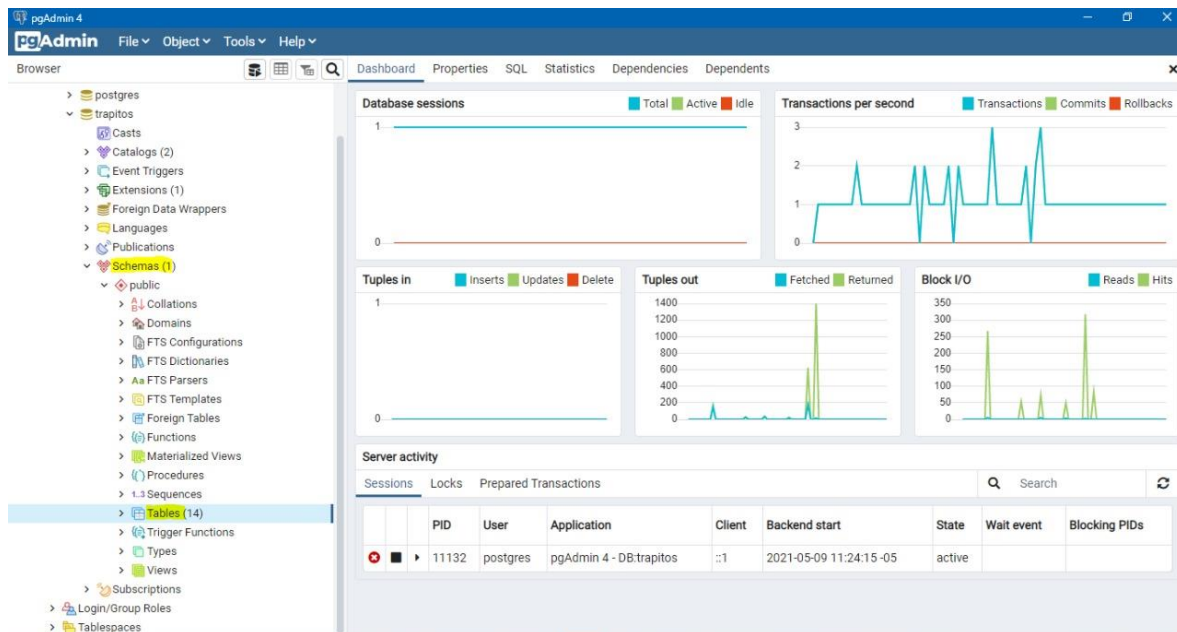 pgAdmin 4
pgAdmin File Object Tools Help
Browser
Dashboard Properties SQL Statistics Dependencies Dependents
postgres
trapitos
Casts
Catalogs (2)
Event Triggers
Extensions (1)
Foreign Data Wrappers
Languages
Publications
Schemas (1)
public
Collations
Domains
FTS Configurations
FTS Dictionaries
Aa FTS Parsers
FTS Templates
Foreign Tables
Functions
Materialized Views
Procedures
1..3 Sequences
Tables (14)
Trigger Functions
Types
Views
Subscriptions
Login/Group Roles
Tablespaces
Database sessions Total Active Idle
1
0
Transactions per second Transactions Commits Rollbacks
3
2
1
0
Tuples in Inserts Updates Delete
1
0
Tuples out Fetched Returned
1400
1200
1000
800
600
400
200
0
Block I/O Reads Hits
350
300
250
200
150
100
50
0
Server activity
Sessions Locks Prepared Transactions Search
PID User Application Client Backend start State Wait event Blocking PIDs
11132 postgres pgAdmin 4 - DB:trapitos ::1 2021-05-09 11:24:15 -05 active